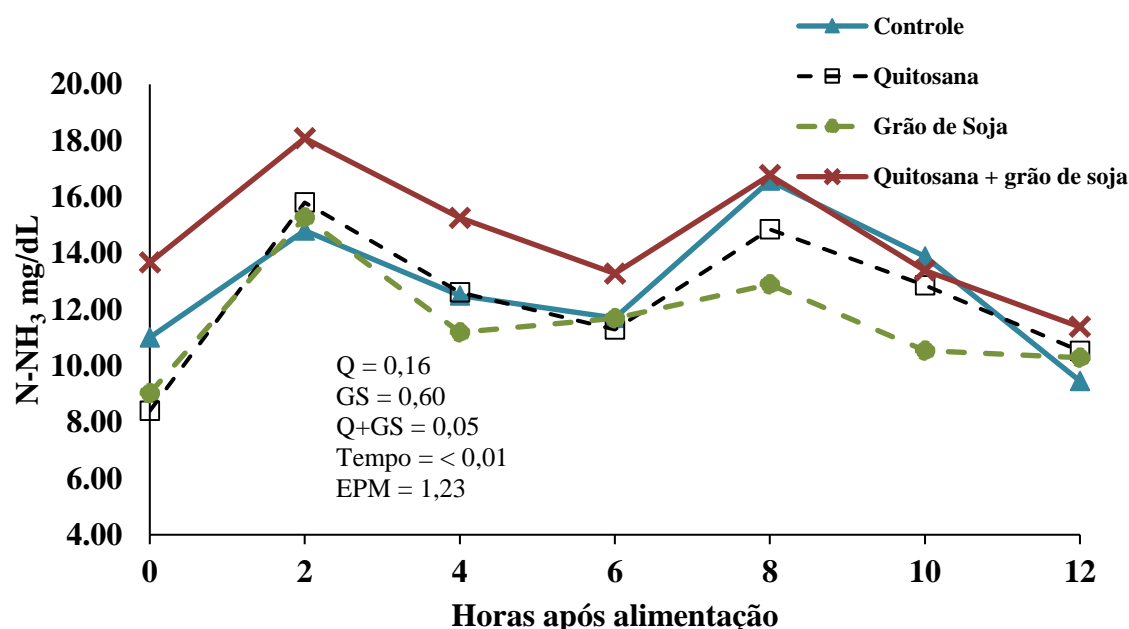 Controle
Quitosana
Grão de Soja
Quitosana + grão de soja
N-NH3 mg/dL
20.00
18.00
16.00
14.00
12.00
10.00
8.00
6.00
4.00
Q = 0,16
GS = 0,60
Q+GS = 0,05
Tempo = < 0,01
EPM = 1,23
0 2 4 6 8 10 12
Horas após alimentação